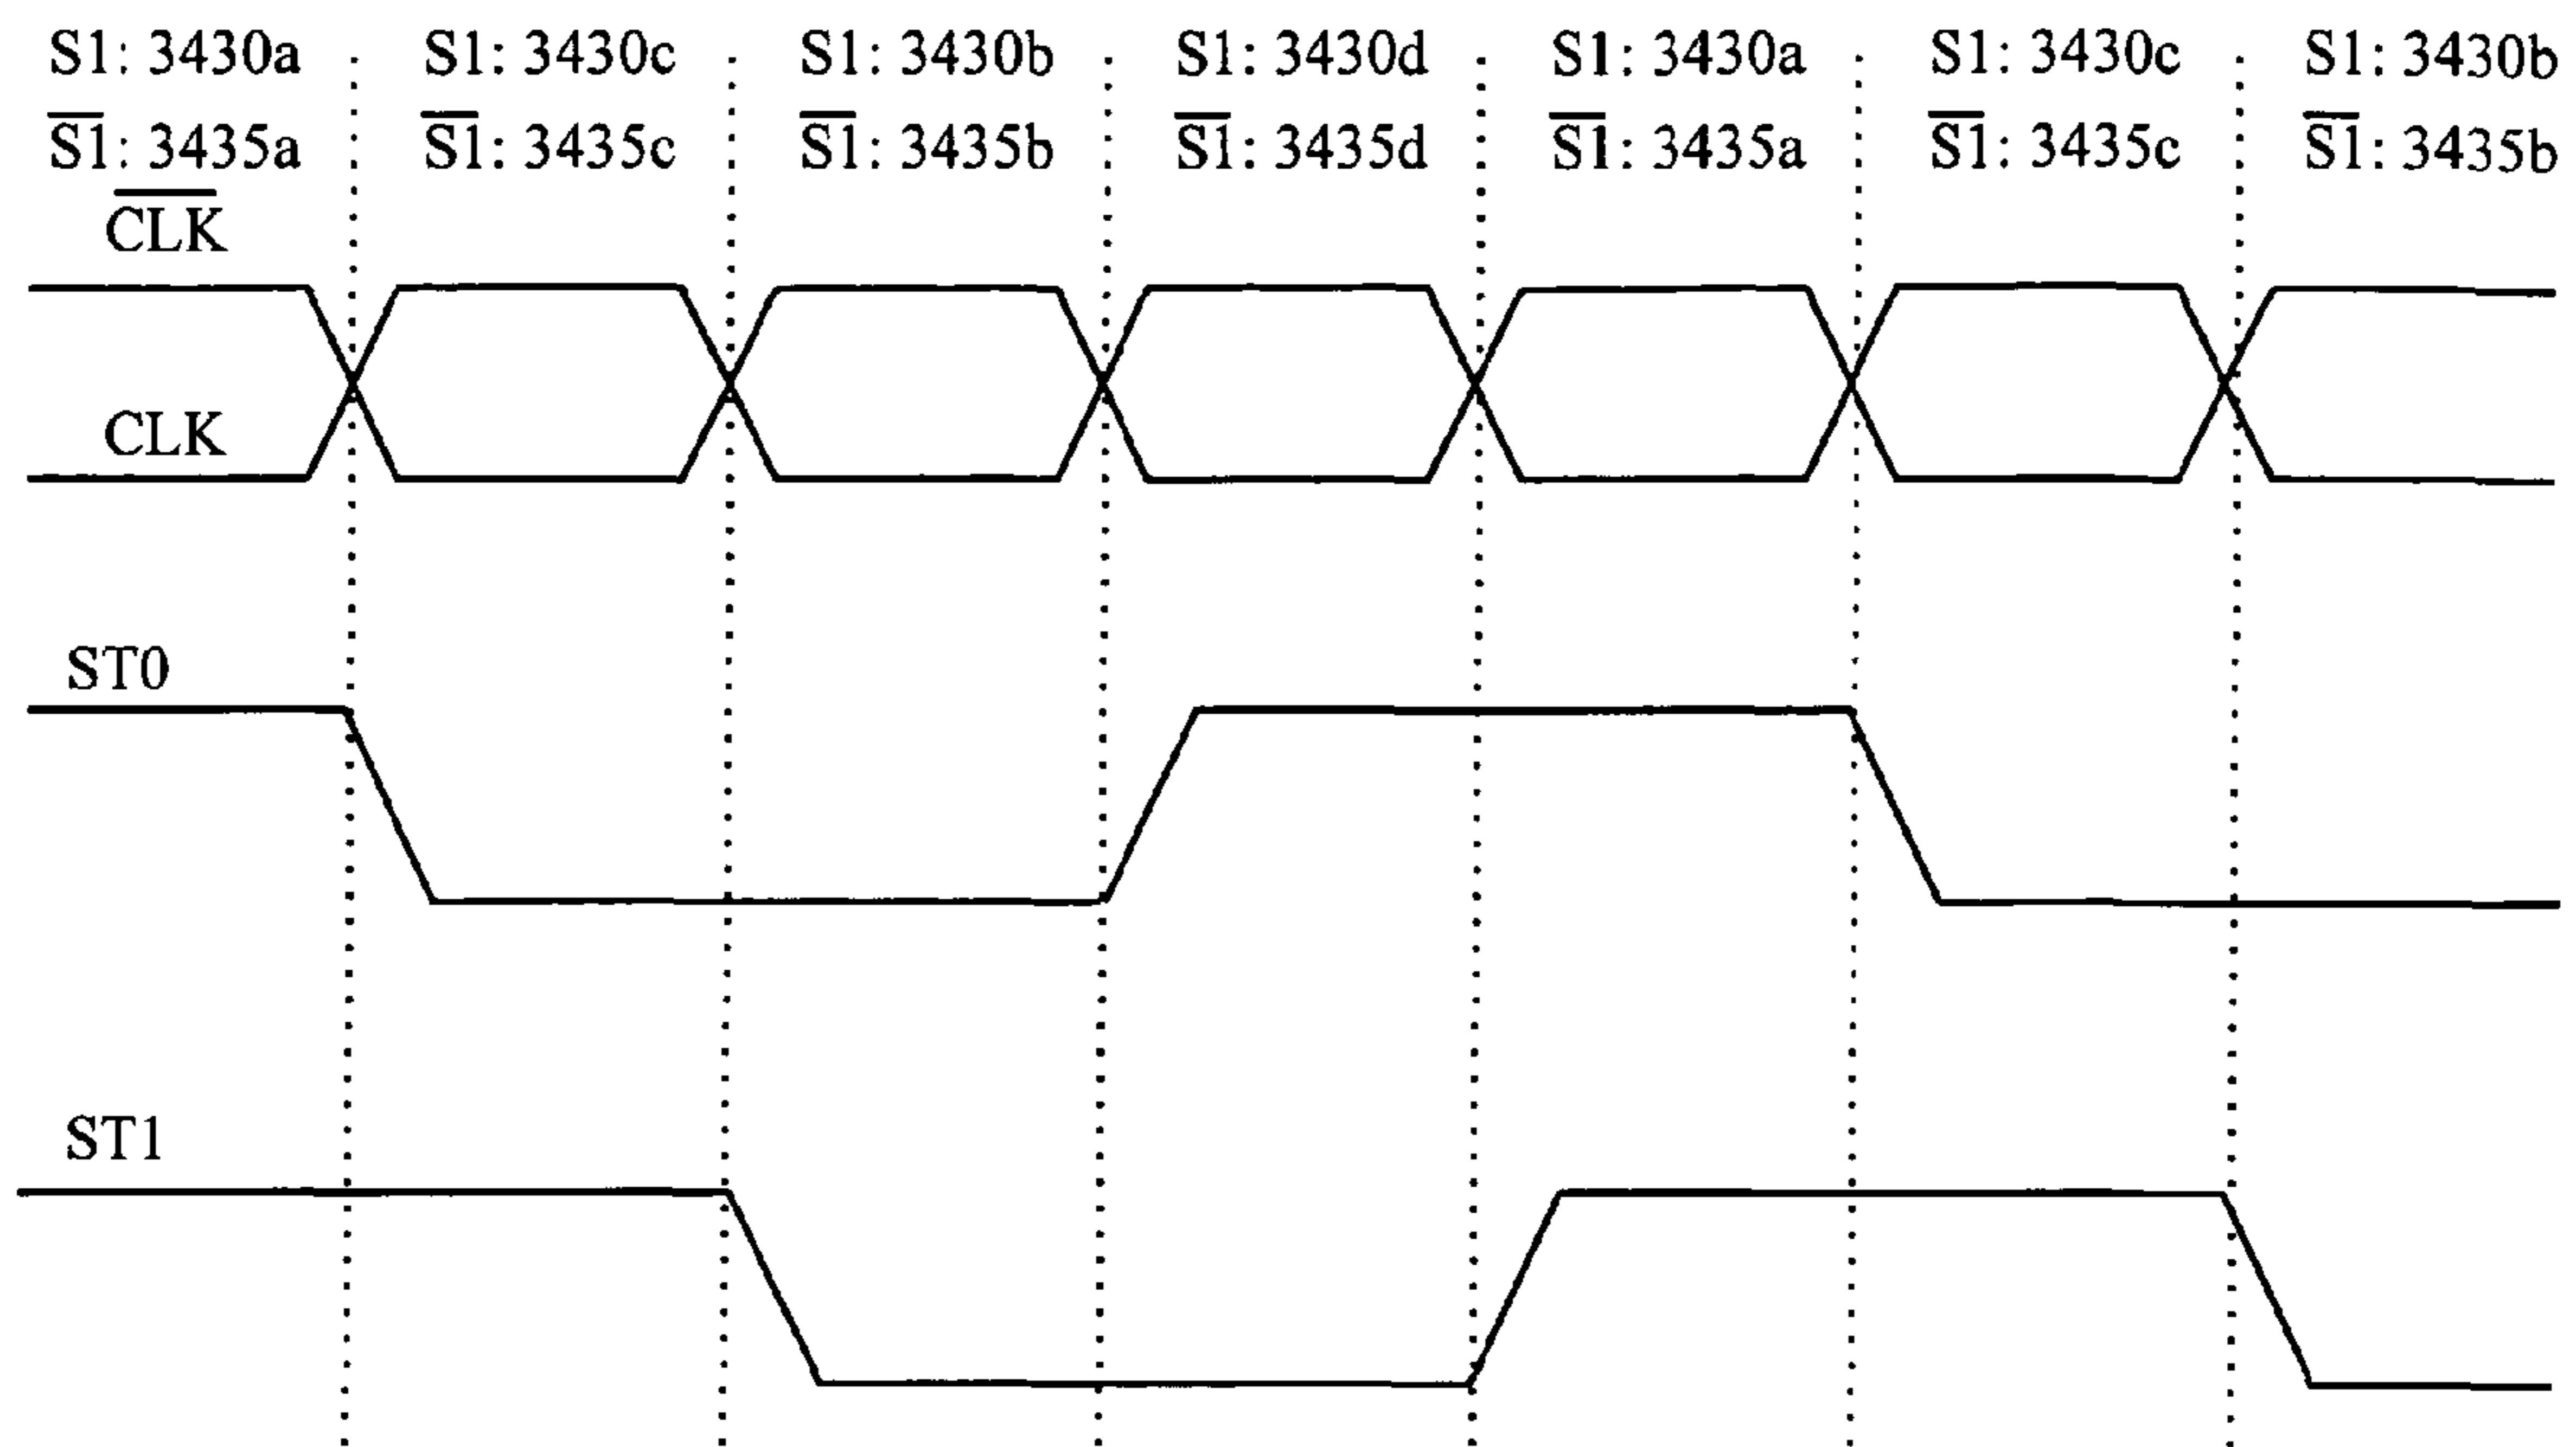 S1: 3430a S1: 3430c S1: 3430b S1: 3430d S1: 3430a S1: 3430c S1: 3430b
S̅1̅: 3435a S̅1̅: 3435c S̅1̅: 3435b S̅1̅: 3435d S̅1̅: 3435a S̅1̅: 3435c S̅1̅: 3435b
C̅L̅K̅
CLK
ST0
ST1